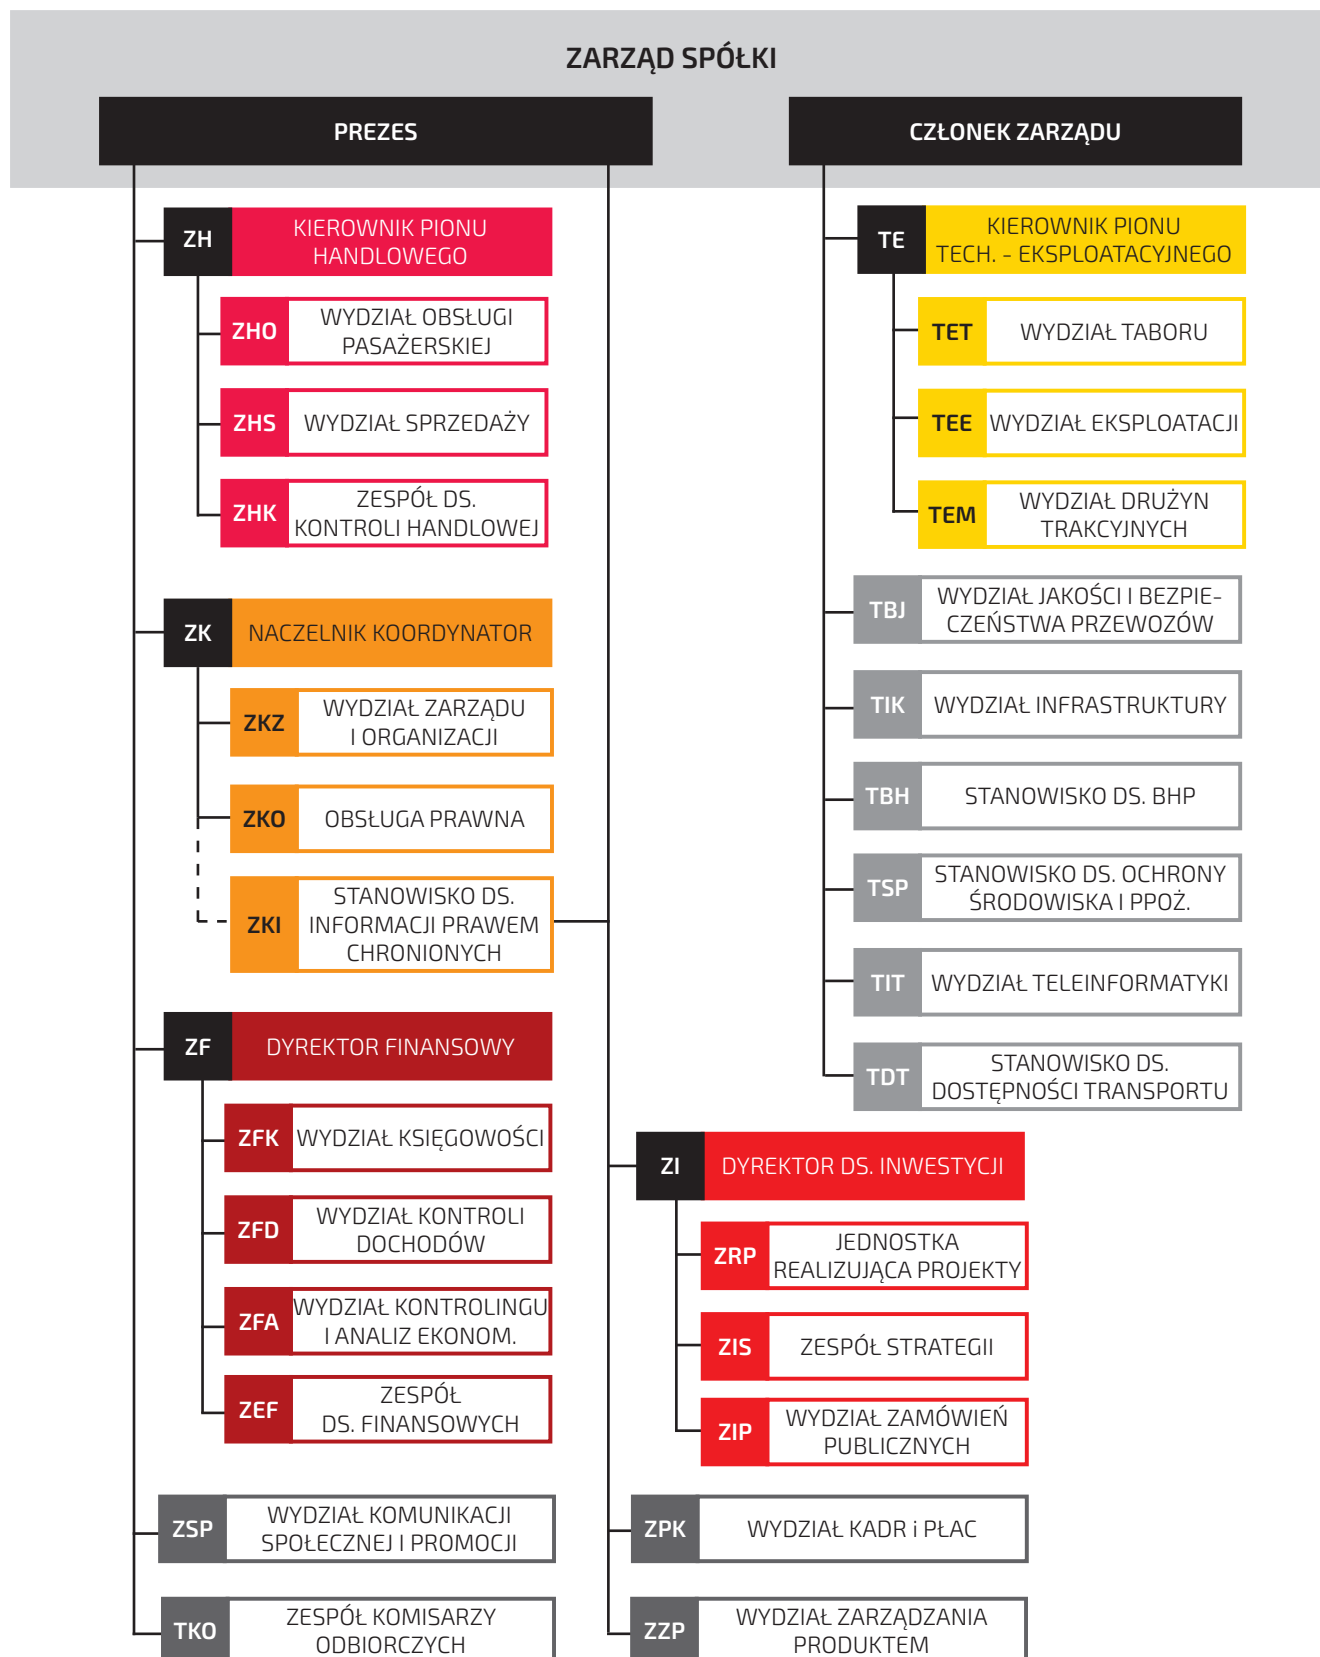 ZARZĄD SPÓŁKI
PREZES
ZH
KIEROWNIK PIONU
HANDLOWEGO
ZHO
WYDZIAŁ OBSŁUGI
PASAŻERSKIEJ
ZHS
WYDZIAŁ SPRZEDAŻY
ZHK
ZESPÓŁ DS.
KONTROLI HANDLOWEJ
ZK
NACZELNIK KOORDYNATOR
ZKZ
WYDZIAŁ ZARZĄDU
I ORGANIZACJI
ZKO
OBSŁUGA PRAWNA
ZKI
STANOWISKO DS.
INFORMACJI PRAWEM
CHRONIONYCH
ZF
DYREKTOR FINANSOWY
ZFK
WYDZIAŁ KSIĘGOWOŚCI
ZFD
WYDZIAŁ KONTROLI
DOCHODÓW
ZFA
WYDZIAŁ KONTROLINGU
I ANALIZ EKONOM.
ZEF
ZESPÓŁ
DS. FINANSOWYCH
ZSP
WYDZIAŁ KOMUNIKACJI
SPOŁECZNEJ I PROMOCJI
TKO
ZESPÓŁ KOMISARZY
ODBIORCZYCH
ZI
DYREKTOR DS. INWESTYCJI
ZRP
JEDNOSTKA
REALIZUJĄCA PROJEKTY
ZIS
ZESPÓŁ STRATEGII
ZIP
WYDZIAŁ ZAMÓWIEŃ
PUBLICZNYCH
ZPK
WYDZIAŁ KADR i PŁAC
ZZP
WYDZIAŁ ZARZĄDZANIA
PRODUKTEM
CZŁONEK ZARZĄDU
TE
KIEROWNIK PIONU
TECH. - EKSPLOATACYJNEGO
TET
WYDZIAŁ TABORU
TEE
WYDZIAŁ EKSPLOATACJI
TEM
WYDZIAŁ DRUŻYN
TRAKCYJNYCH
TBJ
WYDZIAŁ JAKOŚCI I BEZPIE-
CZEŃSTWA PRZEWOZÓW
TIK
WYDZIAŁ INFRASTRUKTURY
TBH
STANOWISKO DS. BHP
TSP
STANOWISKO DS. OCHRONY
ŚRODOWISKA I PPOŻ.
TIT
WYDZIAŁ TELEINFORMATYKI
TDT
STANOWISKO DS.
DOSTĘPNOŚCI TRANSPORTU